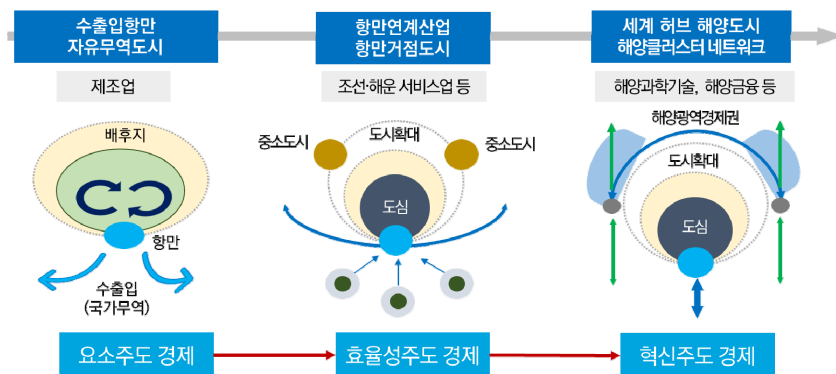 수출입항만
자유무역도시
항만연계산업
항만거점도시
세계 허브 해양도시
해양클러스터 네트워크
제조업
조선·해운 서비스업 등
해양과학기술, 해양금융 등
배후지
항만
수출입
(국가무역)
중소도시
도시확대
중소도시
도심
해양광역경제권
도시확대
도심
요소주도 경제
효율성주도 경제
혁신주도 경제